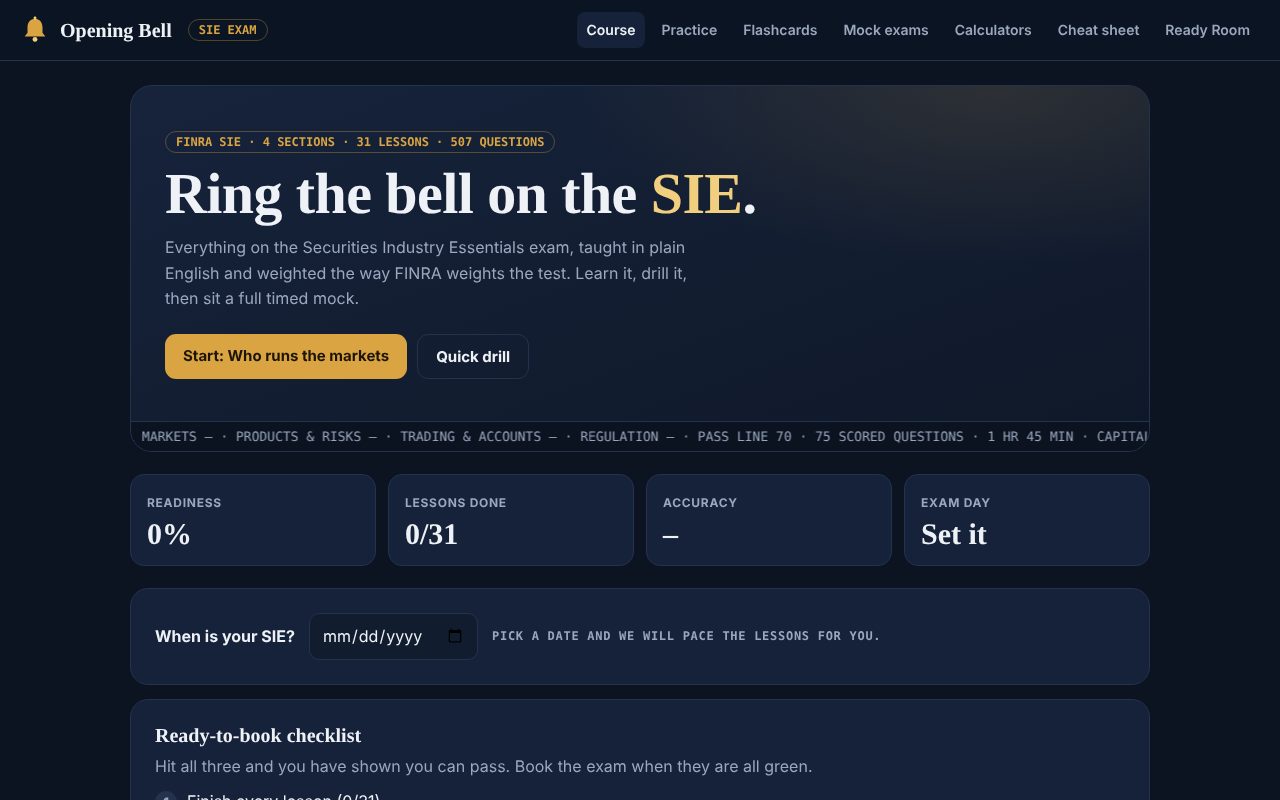 Opening Bell
SIE EXAM
Course
Practice
Flashcards
Mock exams
Calculators
Cheat sheet
Ready Room
FINRA SIE · 4 SECTIONS · 31 LESSONS · 507 QUESTIONS
Ring the bell on the SIE.
Everything on the Securities Industry Essentials exam, taught in plain
English and weighted the way FINRA weights the test. Learn it, drill it,
then sit a full timed mock.
Start: Who runs the markets
Quick drill
MARKETS — · PRODUCTS & RISKS — · TRADING & ACCOUNTS — · REGULATION — · PASS LINE 70 · 75 SCORED QUESTIONS · 1 HR 45 MIN ·
READINESS
0%
LESSONS DONE
0/31
ACCURACY
–
EXAM DAY
Set it
When is your SIE?
mm/dd/yyyy
PICK A DATE AND WE WILL PACE THE LESSONS FOR YOU.
Ready-to-book checklist
Hit all three and you have shown you can pass. Book the exam when they are all green.
Finish every lesson (0/31)